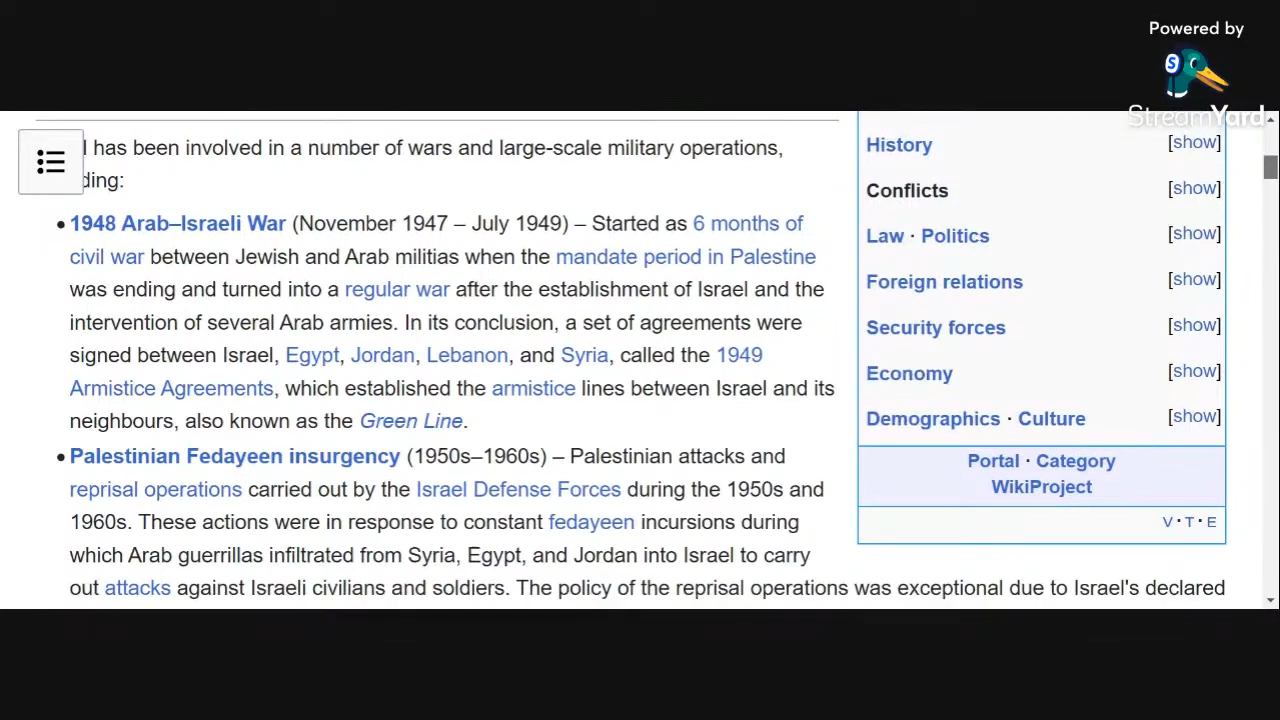 Powered by
StreamYard
l has been involved in a number of wars and large-scale military operations,
ding:
• 1948 Arab–Israeli War (November 1947 – July 1949) – Started as 6 months of
civil war between Jewish and Arab militias when the mandate period in Palestine
was ending and turned into a regular war after the establishment of Israel and the
intervention of several Arab armies. In its conclusion, a set of agreements were
signed between Israel, Egypt, Jordan, Lebanon, and Syria, called the 1949
Armistice Agreements, which established the armistice lines between Israel and its
neighbours, also known as the Green Line.
• Palestinian Fedayeen insurgency (1950s–1960s) – Palestinian attacks and
reprisal operations carried out by the Israel Defense Forces during the 1950s and
1960s. These actions were in response to constant fedayeen incursions during
which Arab guerrillas infiltrated from Syria, Egypt, and Jordan into Israel to carry
out attacks against Israeli civilians and soldiers. The policy of the reprisal operations was exceptional due to Israel's declared
History [show]
Conflicts [show]
Law · Politics [show]
Foreign relations [show]
Security forces [show]
Economy [show]
Demographics · Culture [show]
Portal · Category
WikiProject
V · T · E